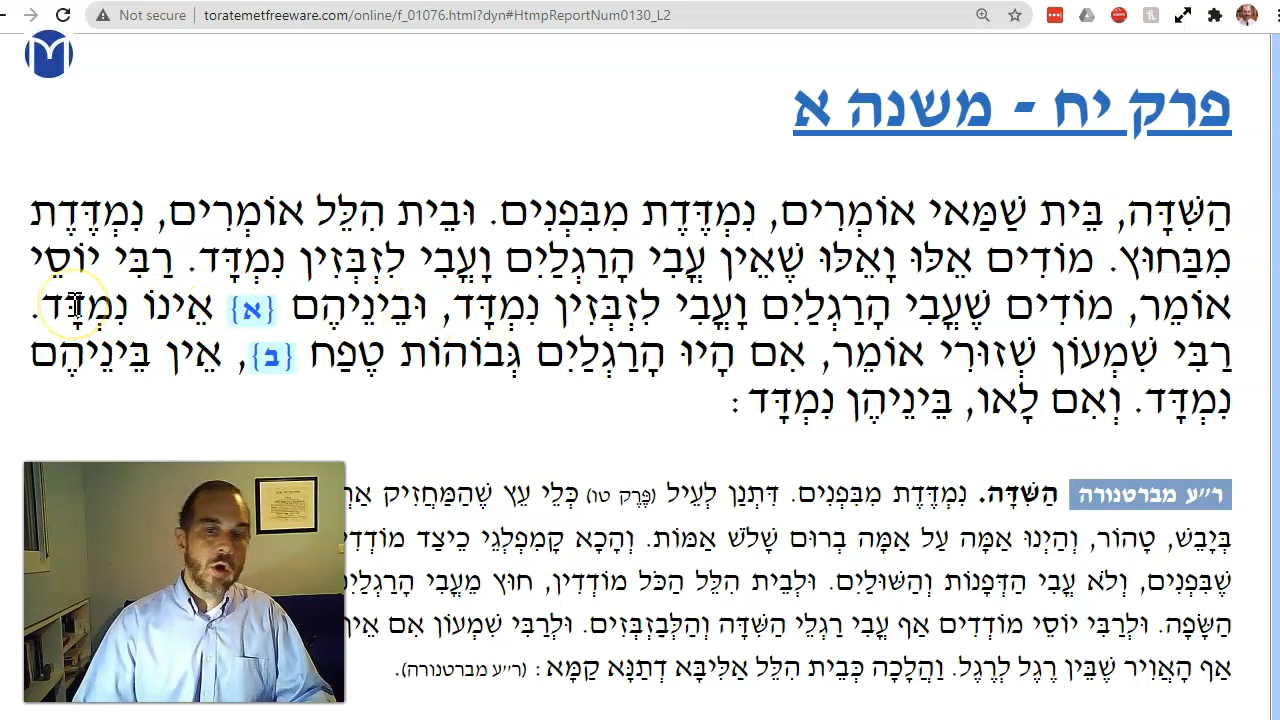 Not secure | toratemetfreeware.com/online/f_01076.html?dyn#HtmpReportNum0130_L2
פרק יח - משנה א
הַשִּׁדָּה, בֵּית שַׁמַּאי אוֹמְרִים, נִמְדֶּדֶת מִבִּפְנִים. וּבֵית הִלֵּל אוֹמְרִים, נִמְדֶּדֶת
מִבַּחוּץ. מוֹדִים אֵלּוּ וָאֵלּוּ שֶׁאֵין עֳבִי הָרַגְלַיִם וָעֳבִי לִזְבְּזִין נִמְדָּד. רַבִּי יוֹסֵי
אוֹמֵר, מוֹדִים שֶׁעֳבִי הָרַגְלַיִם וָעֳבִי לִזְבְּזִין נִמְדָּד, וּבֵינֵיהֶם {א} אֵינוֹ נִמְדָּד.
רַבִּי שִׁמְעוֹן שְׁזוּרִי אוֹמֵר, אִם הָיוּ הָרַגְלַיִם גְּבוֹהוֹת טֶפַח {ב}, אֵין בֵּינֵיהֶם
נִמְדָּד. וְאִם לָאו, בֵּינֵיהֶן נִמְדָּד :
ר״ע מברטנורה הַשִּׁדָּה. נִמְדֶּדֶת מִבִּפְנִים. דִּתְנַן לְעֵיל (פֶּרֶק טו) כְּלֵי עֵץ שֶׁהַמַּחֲזִיק
בְּיָבֵשׁ, טָהוֹר, וְהַיְנוּ אַמָּה עַל אַמָּה בְּרוּם שָׁלֹשׁ אַמּוֹת. וְהָכָא קָמִפְלְגֵי כֵּיצַד מוֹדְדִים
שֶׁבִּפְנִים, וְלֹא עֳבִי הַדְּפָנוֹת וְהַשּׁוּלַיִם. וּלְבֵית הִלֵּל הַכֹּל מוֹדְדִין, חוּץ מֵעֳבִי הָרַגְלַיִם
הַשָּׂפָה. וּלְרַבִּי יוֹסֵי מוֹדְדִים אַף עֳבִי רַגְלֵי הַשִּׁדָּה וְהַלְּבַזְבְּזִים. וּלְרַבִּי שִׁמְעוֹן אִם אֵין
אַף הָאֲוִיר שֶׁבֵּין רֶגֶל לְרֶגֶל. וַהֲלָכָה כְּבֵית הִלֵּל אַלִּיבָּא דְתַנָּא קַמָּא : (ר״ע מברטנורה).